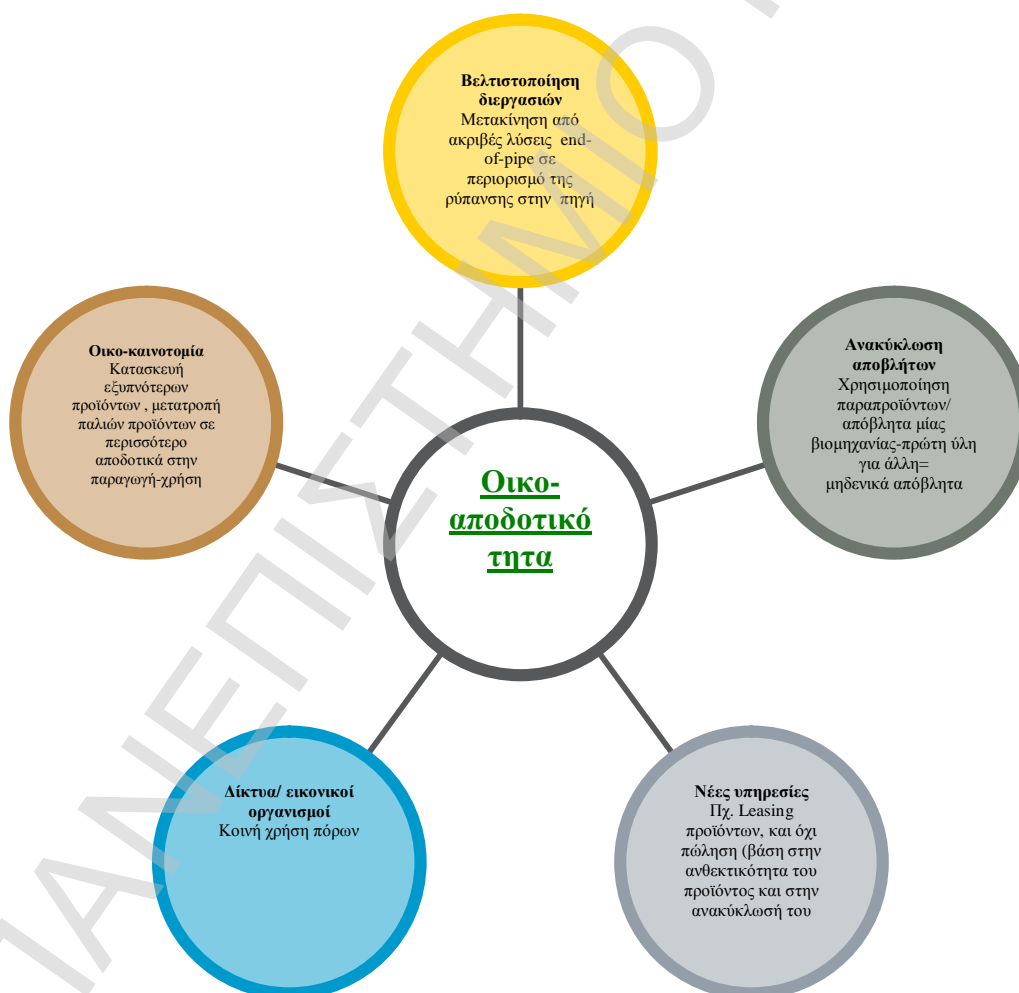 Βελτιστοποίηση
διεργασιών
Μετακίνηση από
ακριβές λύσεις end-
of-pipe σε
περιορισμό της
ρύπανσης στην πηγή
Οικο-καινοτομία
Κατασκευή
εξυπνότερων
προϊόντων , μετατροπή
παλιών προϊόντων σε
περισσότερο
αποδοτικά στην
παραγωγή-χρήση
Ανακύκλωση
αποβλήτων
Χρησιμοποίηση
παραπροϊόντων/
απόβλητα μίας
βιομηχανίας-πρώτη ύλη
για άλλη=
μηδενικά απόβλητα
Οικο-
αποδοτικό
τητα
Δίκτυα/ εικονικοί
οργανισμοί
Κοινή χρήση πόρων
Νέες υπηρεσίες
Πχ. Leasing
προϊόντων, και όχι
πώληση (βάση στην
ανθεκτικότητα του
προϊόντος και στην
ανακύκλωσή του
ΠΑΝΕΠΙΣΤΗΜΙΟ